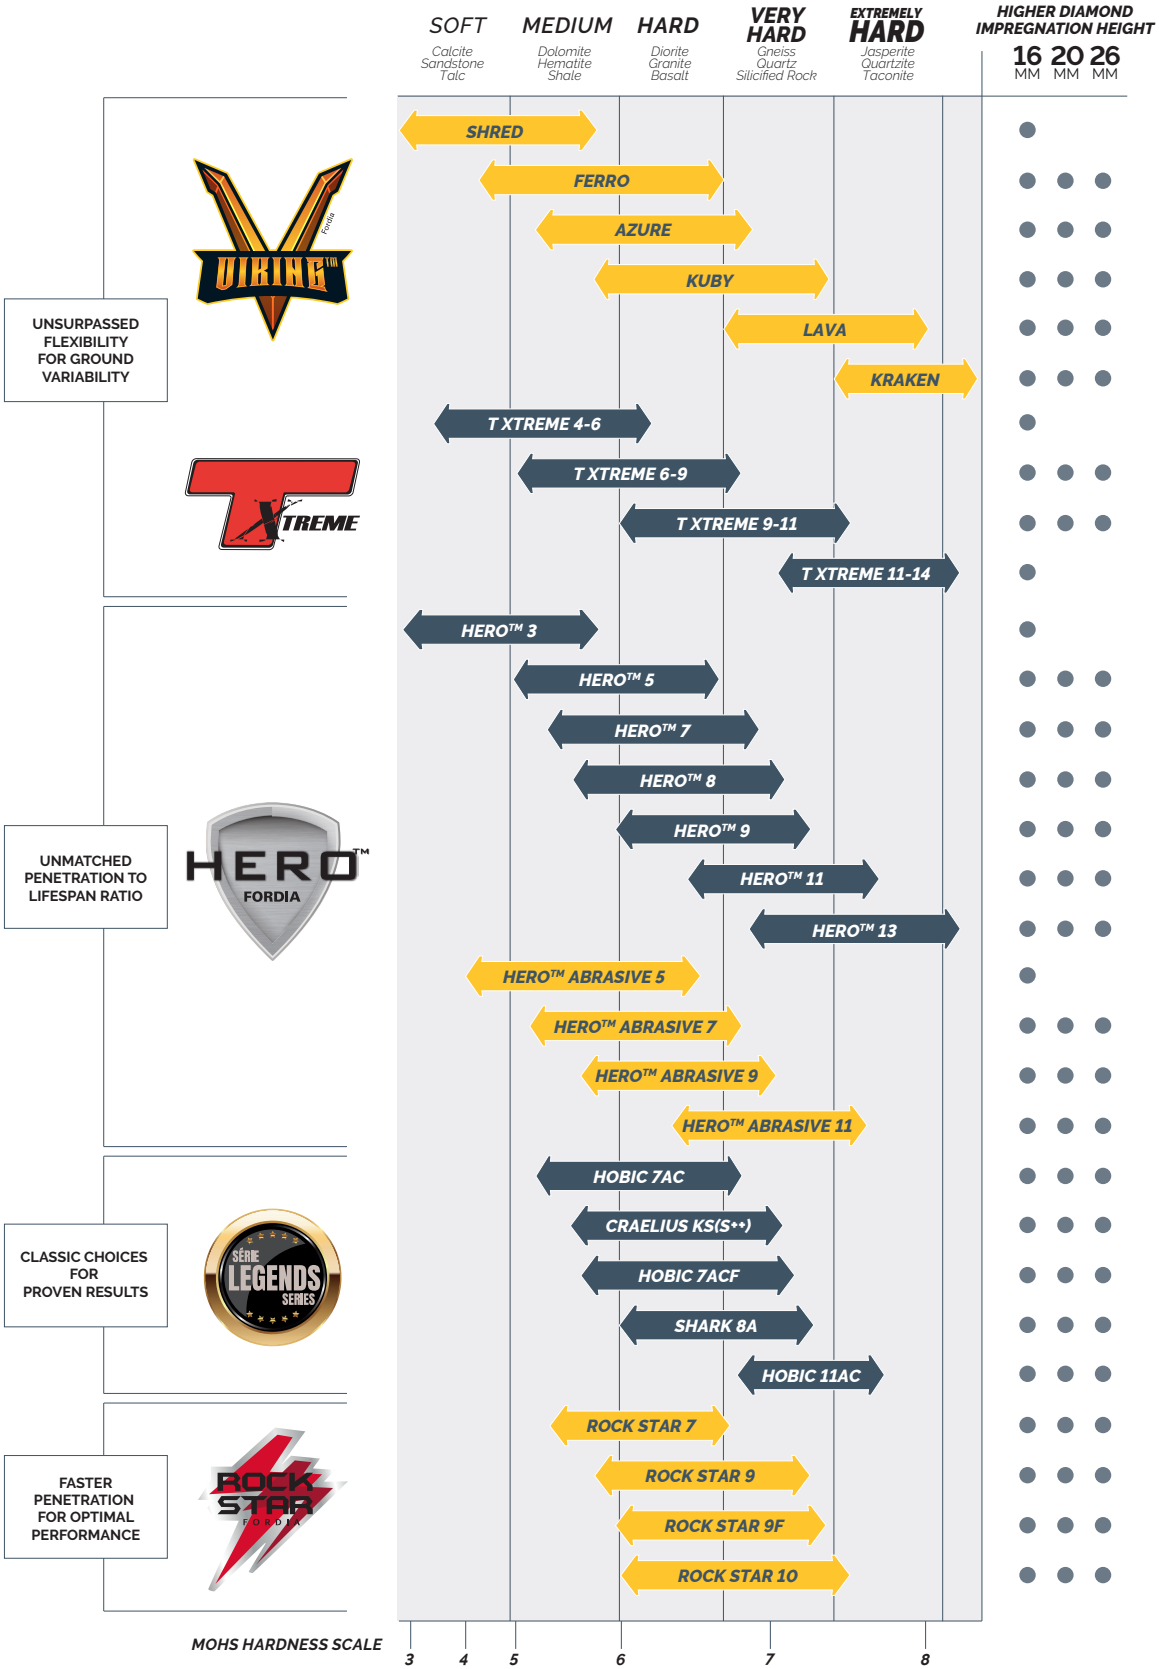 SOFT
Calcite
Sandstone
Talc
MEDIUM
Dolomite
Hematite
Shale
HARD
Diorite
Granite
Basalt
VERY
HARD
Gneiss
Quartz
Silicified Rock
EXTREMELY
HARD
Jasperite
Quartzite
Taconite
HIGHER DIAMOND
IMPREGNATION HEIGHT
16 20 26
MM MM MM
UNSURPASSED
FLEXIBILITY
FOR GROUND
VARIABILITY
Fordia
VIKING™
SHRED
FERRO
AZURE
KUBY
LAVA
KRAKEN
T XTREME
T XTREME 4-6
T XTREME 6-9
T XTREME 9-11
T XTREME 11-14
UNMATCHED
PENETRATION TO
LIFESPAN RATIO
HERO™
FORDIA
HERO™ 3
HERO™ 5
HERO™ 7
HERO™ 8
HERO™ 9
HERO™ 11
HERO™ 13
HERO™ ABRASIVE 5
HERO™ ABRASIVE 7
HERO™ ABRASIVE 9
HERO™ ABRASIVE 11
CLASSIC CHOICES
FOR
PROVEN RESULTS
SÉRIE
LEGENDS
SERIES
HOBIC 7AC
CRAELIUS KS(S++)
HOBIC 7ACF
SHARK 8A
HOBIC 11AC
FASTER
PENETRATION
FOR OPTIMAL
PERFORMANCE
ROCK
STAR
FORDIA
ROCK STAR 7
ROCK STAR 9
ROCK STAR 9F
ROCK STAR 10
MOHS HARDNESS SCALE
3 4 5 6 7 8